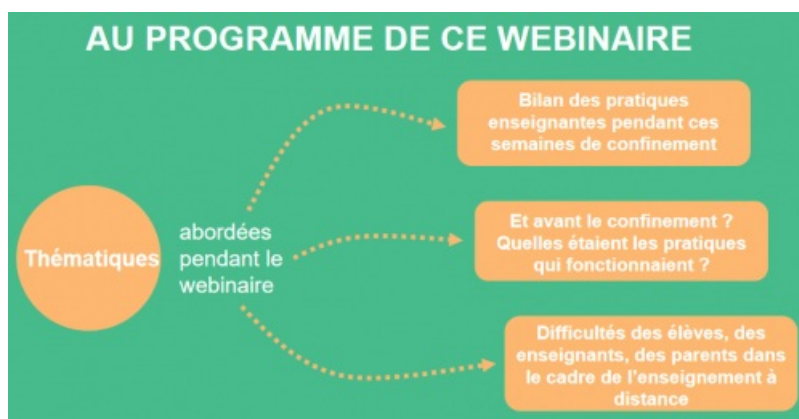 AU PROGRAMME DE CE WEBINAIRE
Thématiques
abordées
pendant le
webinaire
Bilan des pratiques
enseignantes pendant ces
semaines de confinement
Et avant le confinement ?
Quelles étaient les pratiques
qui fonctionnaient ?
Difficultés des élèves, des
enseignants, des parents dans
le cadre de l'enseignement à
distance